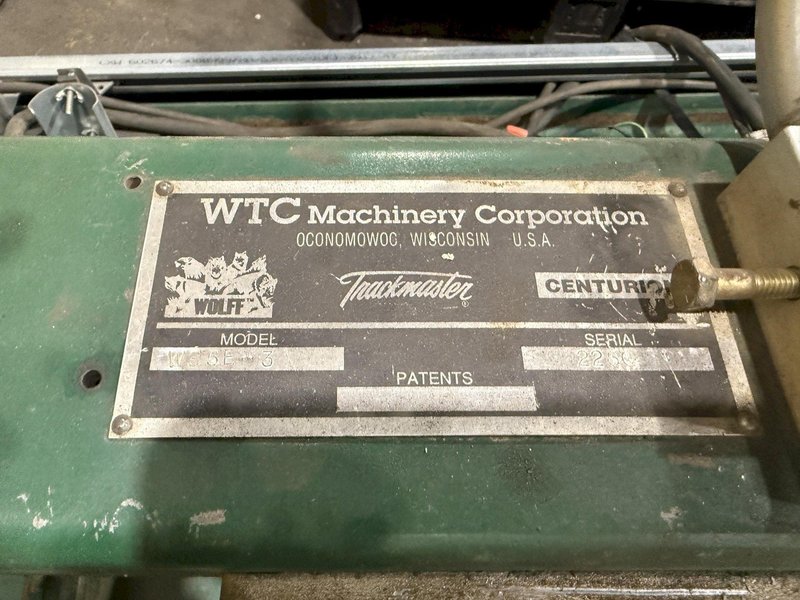 WTC Machinery Corporation
OCONOMOWOC, WISCONSIN U.S.A.
WOLFF
Trackmaster
CENTURION
MODEL
SERIAL
PATENTS